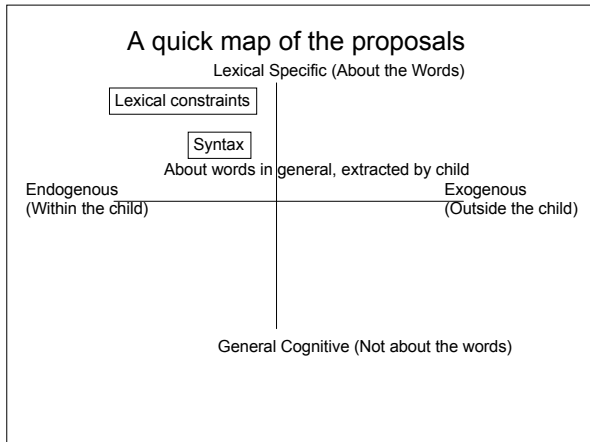 A quick map of the proposals
Lexical Specific (About the Words)
Lexical constraints
Syntax
About words in general, extracted by child
Endogenous
(Within the child)
Exogenous
(Outside the child)
General Cognitive (Not about the words)